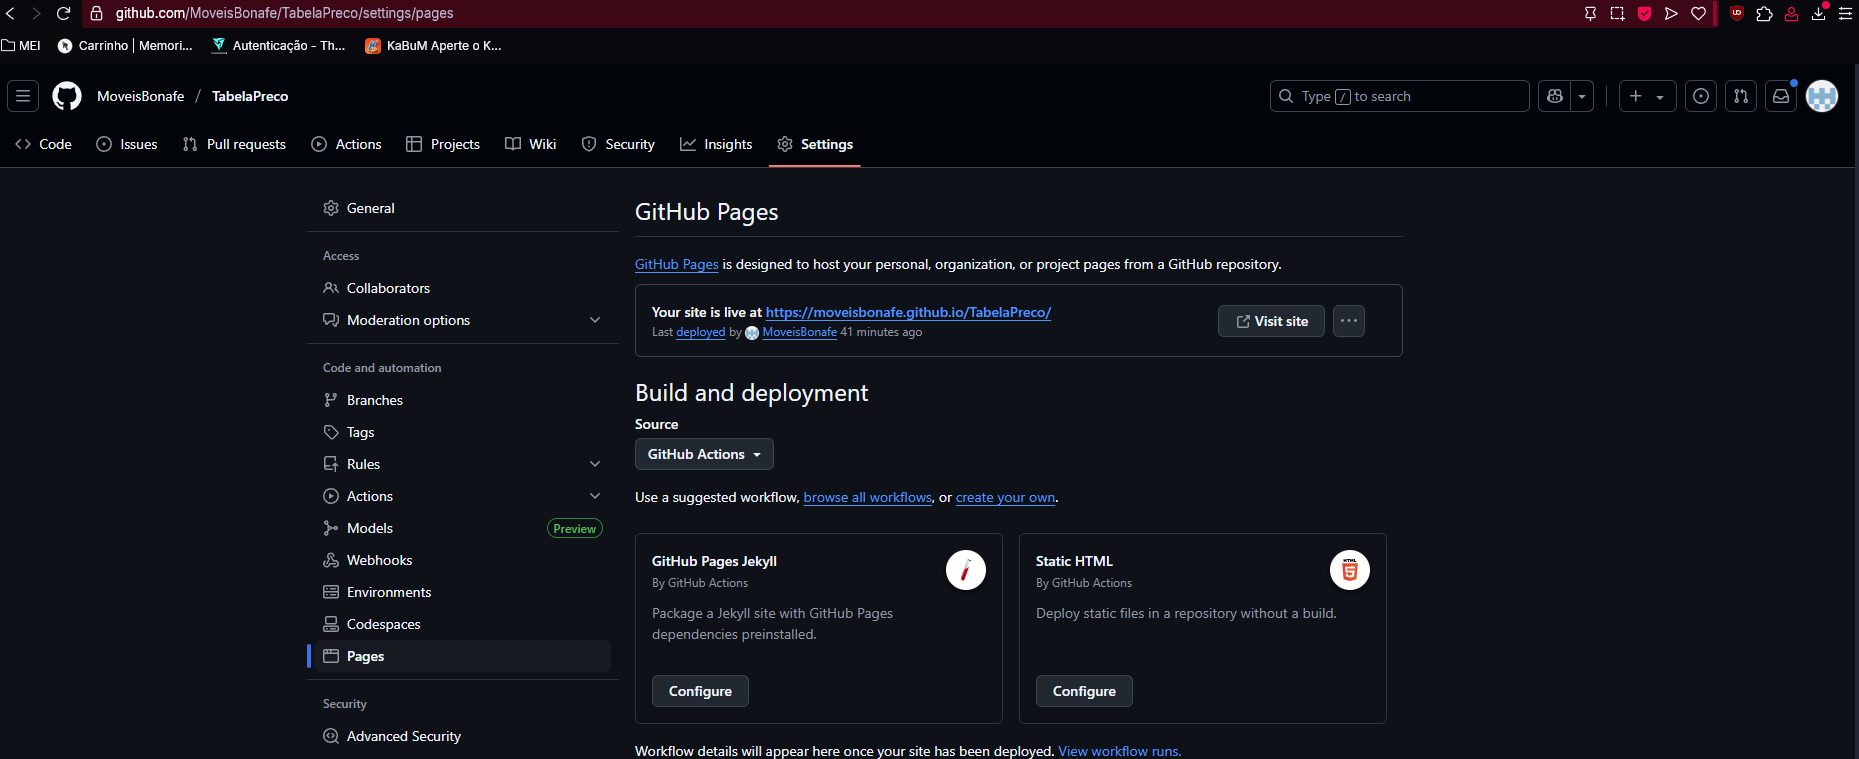 github.com/MoveisBonafe/TabelaPreco/settings/pages
MEI
Carrinho | Memori...
Autenticação - Th...
KaBuM Aperte o K...
MoveisBonafe / TabelaPreco
Type / to search
Code
Issues
Pull requests
Actions
Projects
Wiki
Security
Insights
Settings
General
Access
Collaborators
Moderation options
Code and automation
Branches
Tags
Rules
Actions
Models
Preview
Webhooks
Environments
Codespaces
Pages
Security
Advanced Security
GitHub Pages
GitHub Pages is designed to host your personal, organization, or project pages from a GitHub repository.
Your site is live at https://moveisbonafe.github.io/TabelaPreco/
Last deployed by MoveisBonafe 41 minutes ago
Visit site
Build and deployment
Source
GitHub Actions
Use a suggested workflow, browse all workflows, or create your own.
GitHub Pages Jekyll
By GitHub Actions
Package a Jekyll site with GitHub Pages
dependencies preinstalled.
Configure
Static HTML
By GitHub Actions
Deploy static files in a repository without a build.
HTML
5
Configure
Workflow details will appear here once your site has been deployed. View workflow runs.